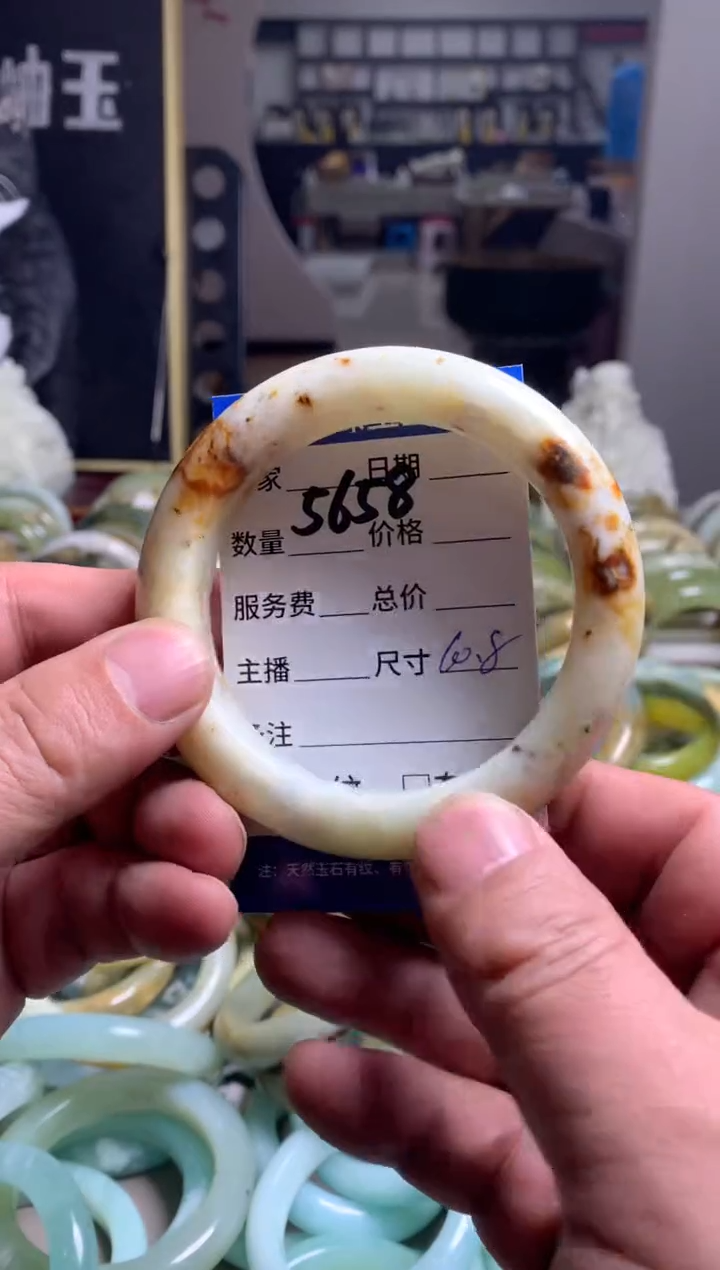 岫玉
家 日期
5658
数量 价格
服务费 总价
主播 尺寸 60.8
注
注：天然玉石有纹、有